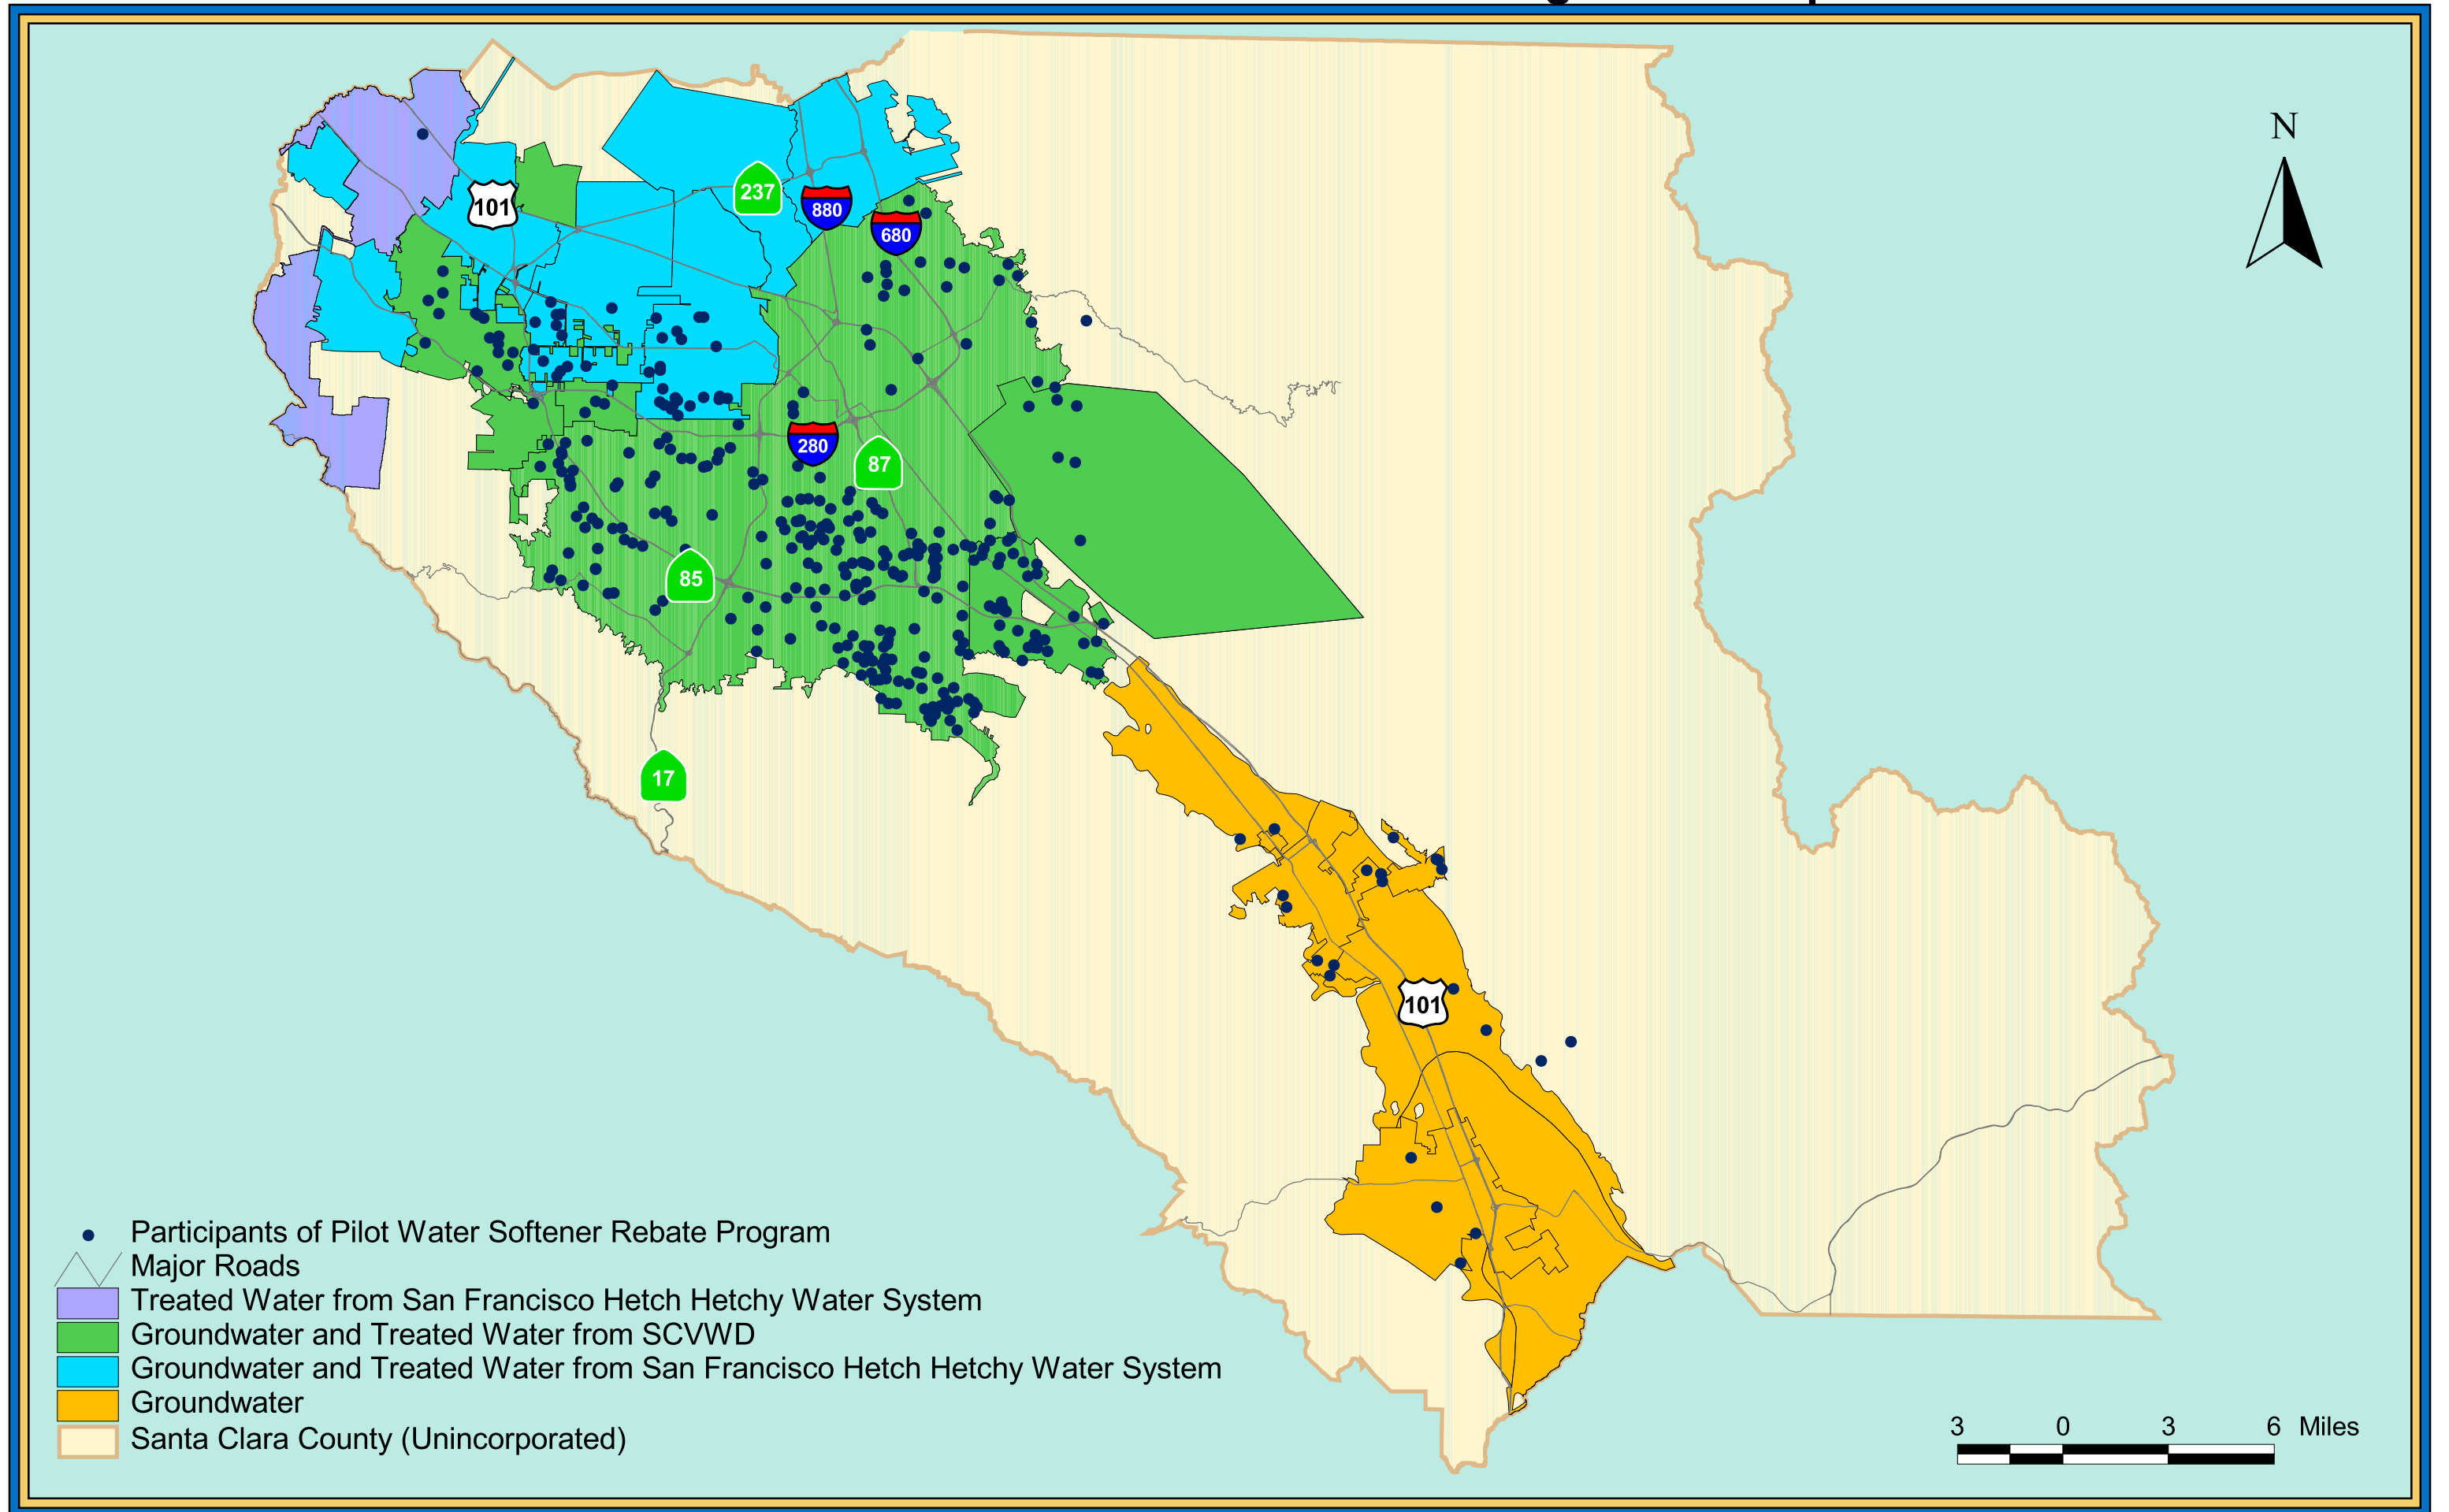 N
237
101
880
680
280
87
85
17
101
Participants of Pilot Water Softener Rebate Program
Major Roads
Treated Water from San Francisco Hetch Hetchy Water System
Groundwater and Treated Water from SCVWD
Groundwater and Treated Water from San Francisco Hetch Hetchy Water System
Groundwater
Santa Clara County (Unincorporated)
3 0 3 6 Miles